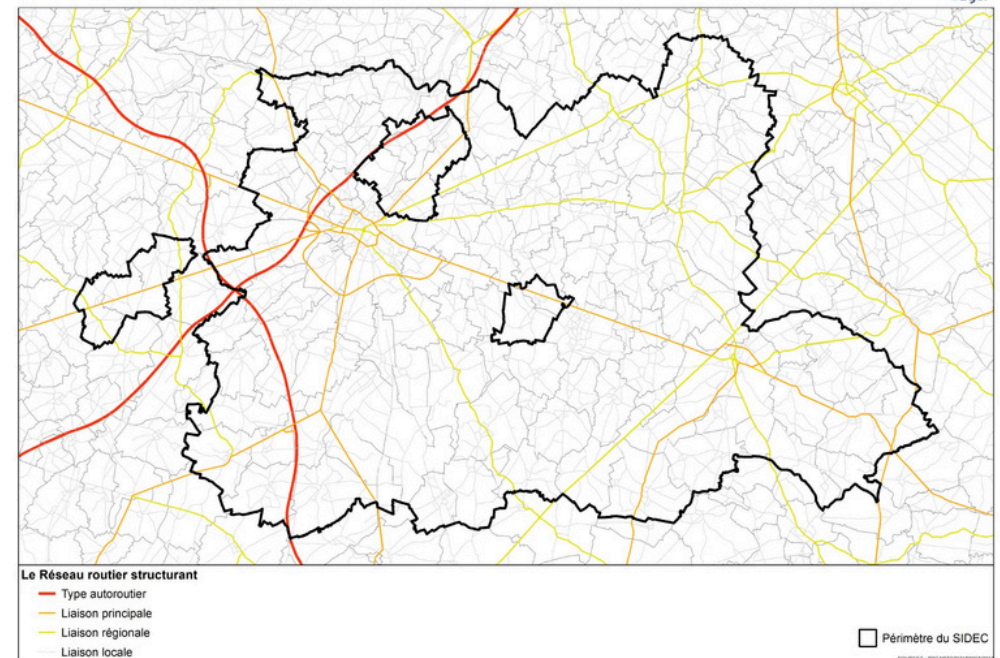 Le Réseau routier structurant
Type autoroutier
Liaison principale
Liaison régionale
Liaison locale
Périmètre du SIDEC